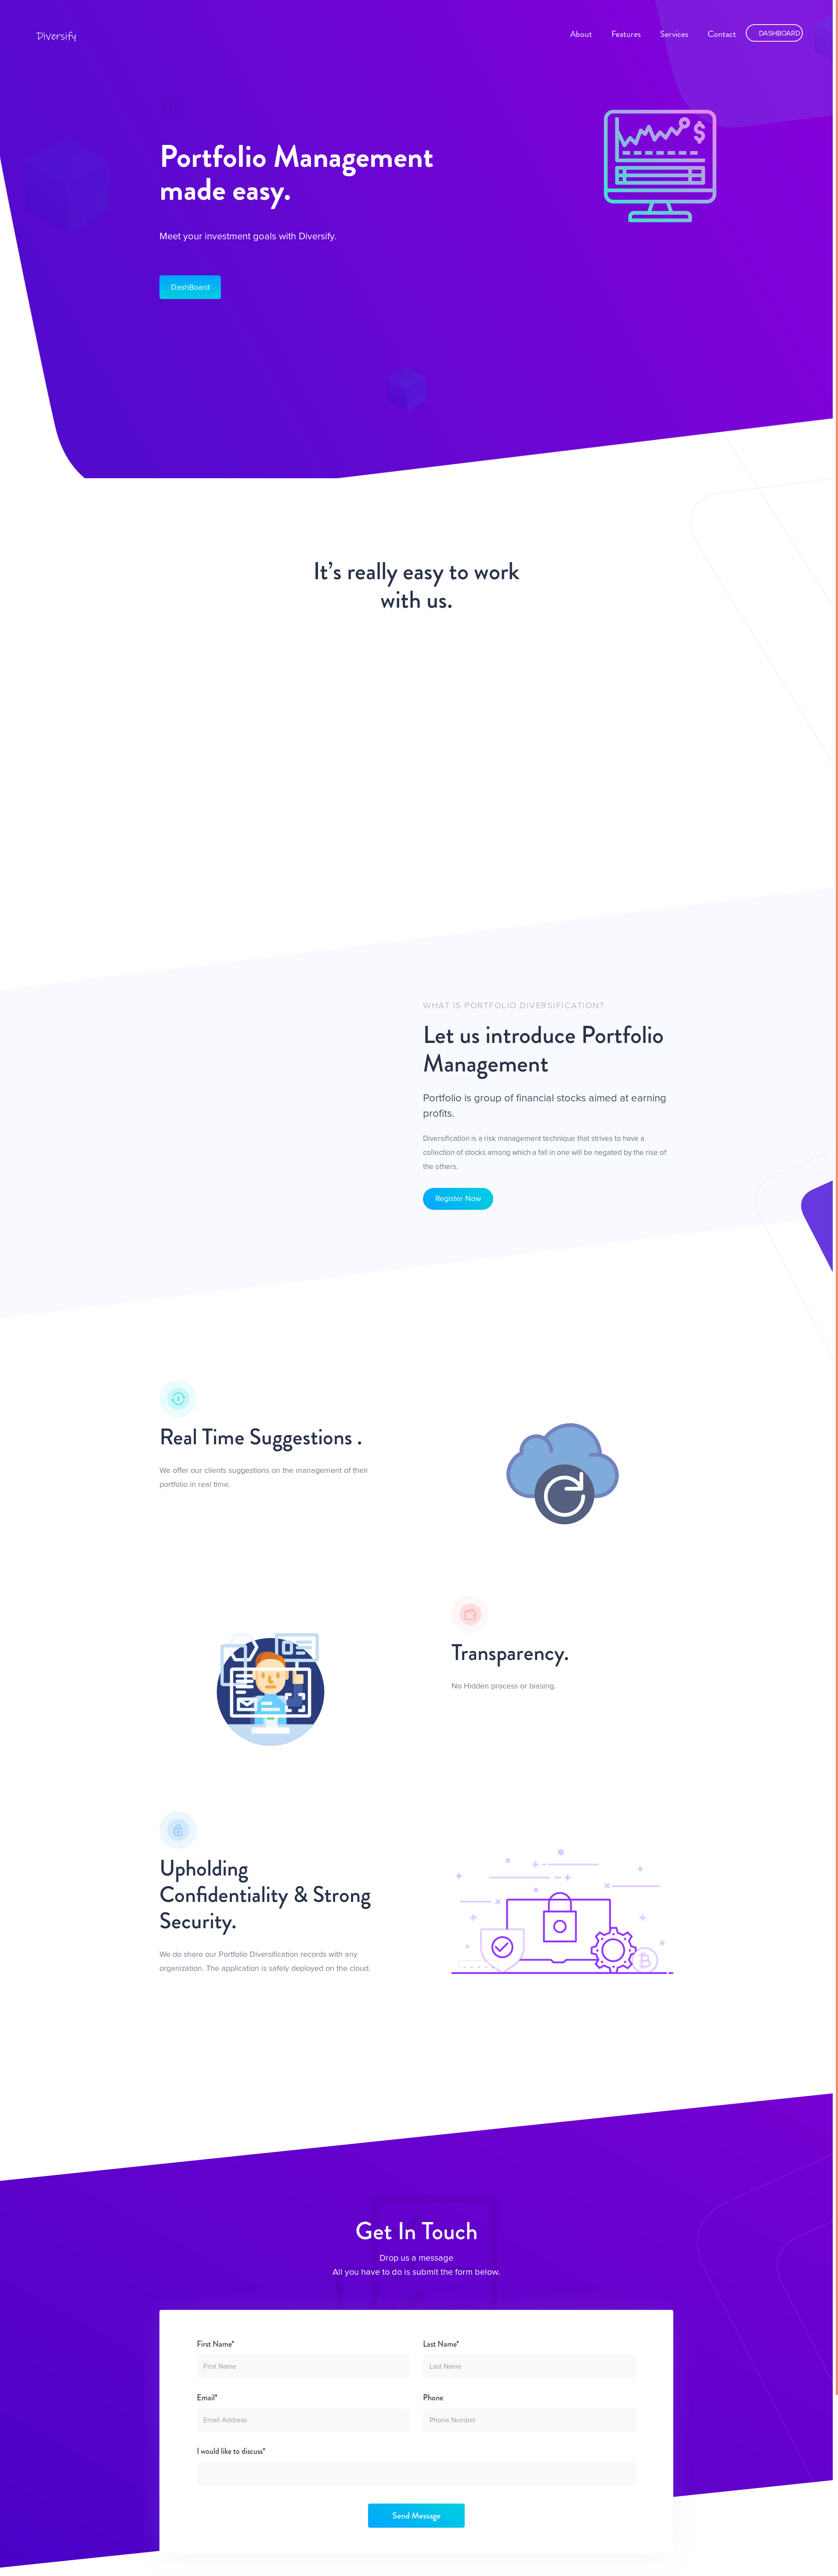 Diversify
About
Features
Services
Contact
DASHBOARD
Portfolio Management
made easy.
Meet your investment goals with Diversify.
DashBoard
It's really easy to work
with us.
WHAT IS PORTFOLIO DIVERSIFICATION?
Let us introduce Portfolio
Management
Portfolio is group of financial stocks aimed at earning
profits.
Diversification is a risk management technique that strives to have a
collection of stocks among which a fall in one will be negated by the rise of
the others.
Register Now
Real Time Suggestions .
We offer our clients suggestions on the management of their
portfolio in real time.
Transparency.
No Hidden process or biasing.
Upholding
Confidentiality & Strong
Security.
We do share our Portfolio Diversification records with any
organization. The application is safely deployed on the cloud.
Get In Touch
Drop us a message
All you have to do is submit the form below.
First Name*
Last Name*
First Name
Last Name
Email*
Phone
Email Address
Phone Number
I would like to discuss*
Send Message